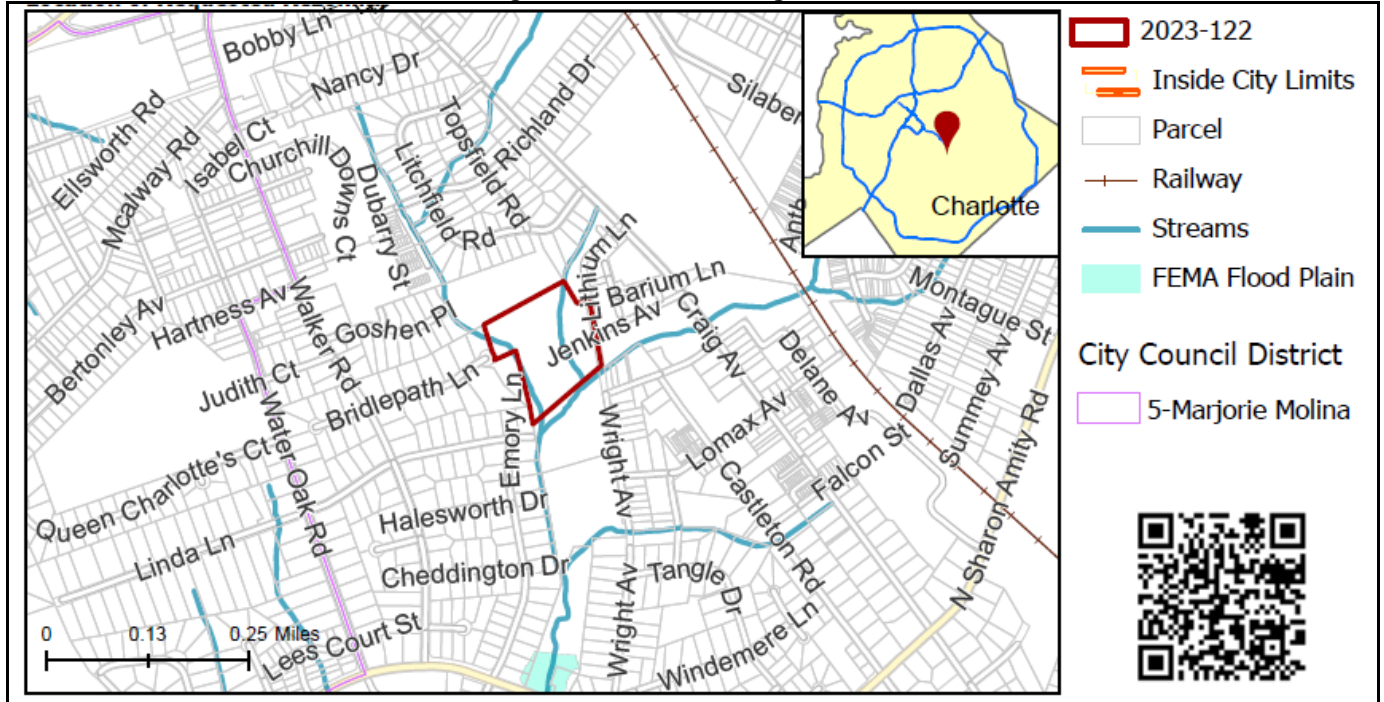 Bobby Ln
Nancy Dr
Ellsworth Rd
Mcalway Rd
Isabel Ct
Churchill Downs Ct
Dubarry St
Litchfield Rd
Topsfield Rd
Richland Dr
Silaber
Anth
Lithium Ln
Barium Ln
Jenkins Av
Craig Av
Montague St
Bertonley Av
Hartness Av
Walker Rd
Goshen Pl
Judith Ct
Bridlepath Ln
Emory Ln
Wright Av
Lomax Av
Delane Av
Dallas Av
Summey Av
Falcon St
N Sharon Amity Rd
Queen Charlotte's Ct
Water Oak Rd
Halesworth Dr
Castleton Rd
Linda Ln
Cheddington Dr
Tangle Dr
Wright Av
Windemere Ln
Lees Court St
0 0.13 0.25 Miles
Charlotte
2023-122
Inside City Limits
Parcel
Railway
Streams
FEMA Flood Plain
City Council District
5-Marjorie Molina